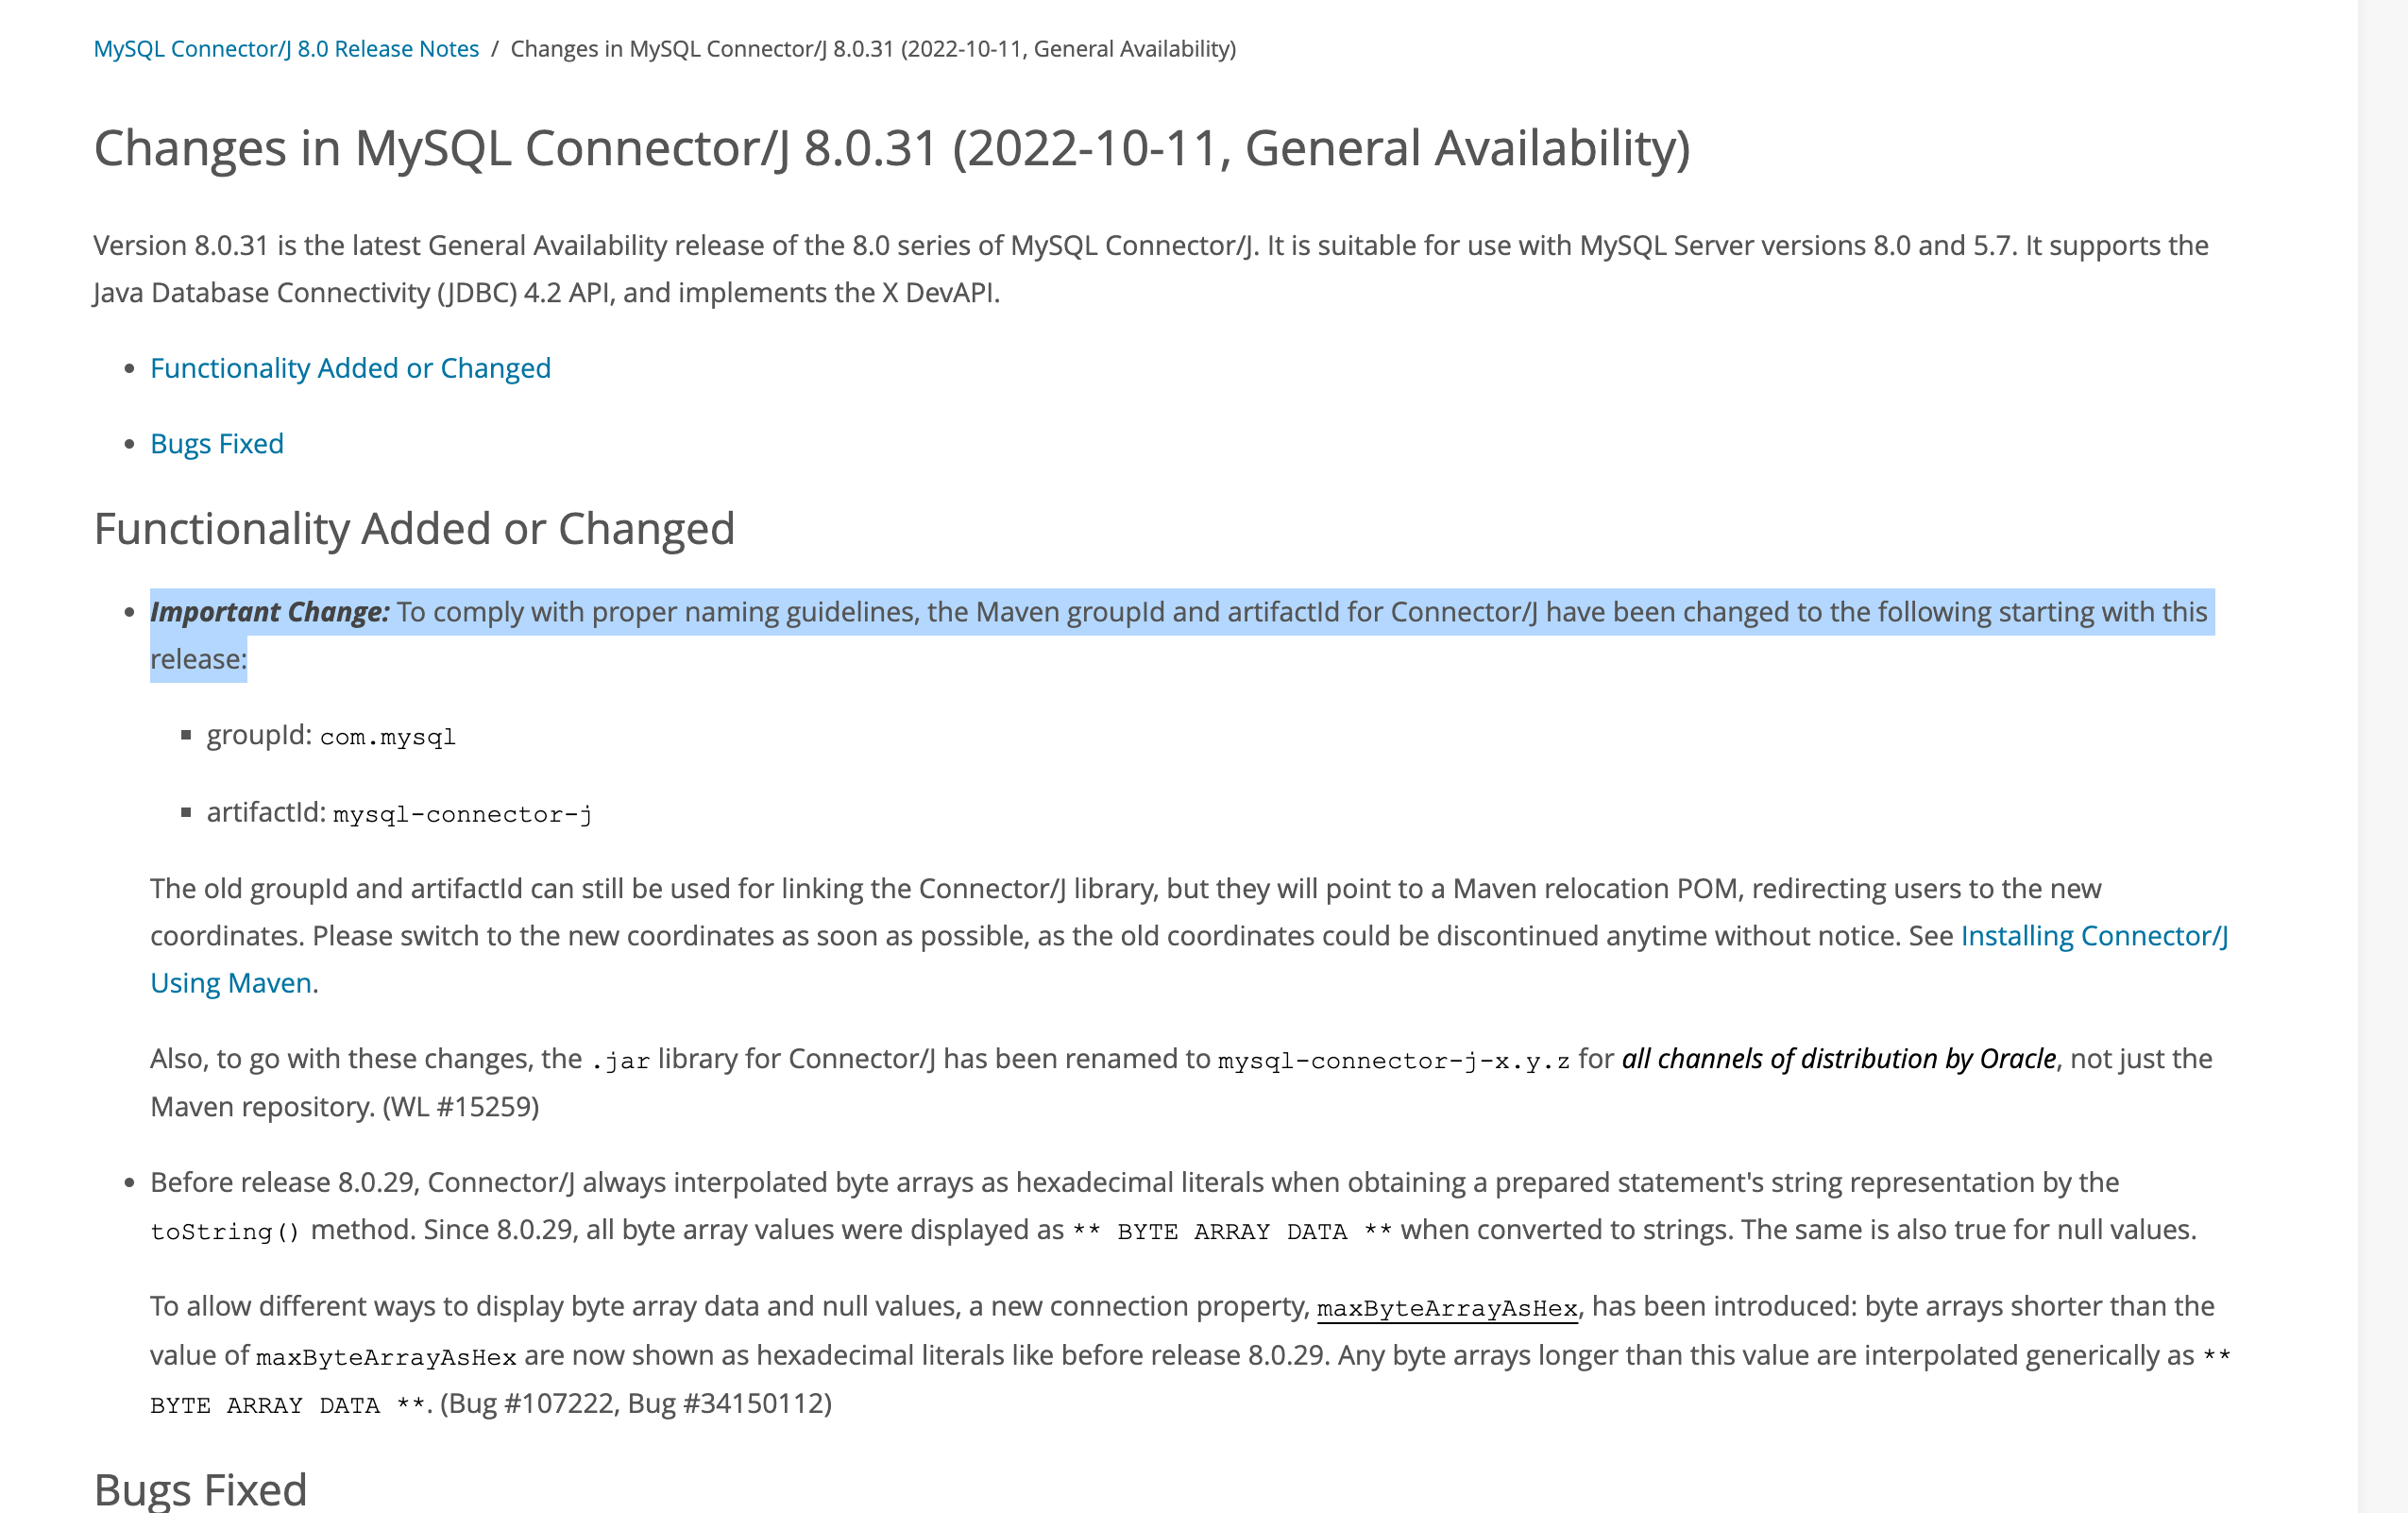 MySQL Connector/J 8.0 Release Notes / Changes in MySQL Connector/J 8.0.31 (2022-10-11, General Availability)
Changes in MySQL Connector/J 8.0.31 (2022-10-11, General Availability)
Version 8.0.31 is the latest General Availability release of the 8.0 series of MySQL Connector/J. It is suitable for use with MySQL Server versions 8.0 and 5.7. It supports the
Java Database Connectivity (JDBC) 4.2 API, and implements the X DevAPI.
• Functionality Added or Changed
• Bugs Fixed
Functionality Added or Changed
• Important Change: To comply with proper naming guidelines, the Maven groupId and artifactId for Connector/J have been changed to the following starting with this
release:
▪ groupId: com.mysql
▪ artifactId: mysql-connector-j
The old groupId and artifactId can still be used for linking the Connector/J library, but they will point to a Maven relocation POM, redirecting users to the new
coordinates. Please switch to the new coordinates as soon as possible, as the old coordinates could be discontinued anytime without notice. See Installing Connector/J
Using Maven.
Also, to go with these changes, the .jar library for Connector/J has been renamed to mysql-connector-j-x.y.z for all channels of distribution by Oracle, not just the
Maven repository. (WL #15259)
• Before release 8.0.29, Connector/J always interpolated byte arrays as hexadecimal literals when obtaining a prepared statement's string representation by the
toString() method. Since 8.0.29, all byte array values were displayed as ** BYTE ARRAY DATA ** when converted to strings. The same is also true for null values.
To allow different ways to display byte array data and null values, a new connection property, maxByteArrayAsHex, has been introduced: byte arrays shorter than the
value of maxByteArrayAsHex are now shown as hexadecimal literals like before release 8.0.29. Any byte arrays longer than this value are interpolated generically as **
BYTE ARRAY DATA **. (Bug #107222, Bug #34150112)
Bugs Fixed